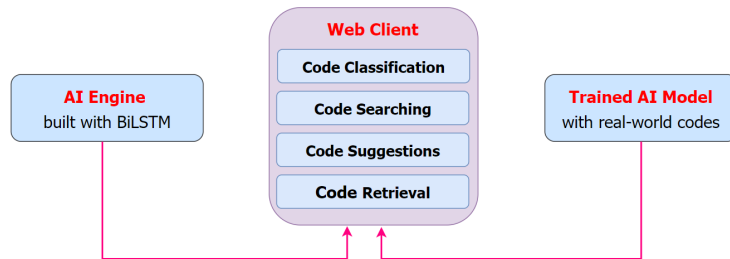 Web Client
Code Classification
Code Searching
Code Suggestions
Code Retrieval
AI Engine
built with BiLSTM
Trained AI Model
with real-world codes